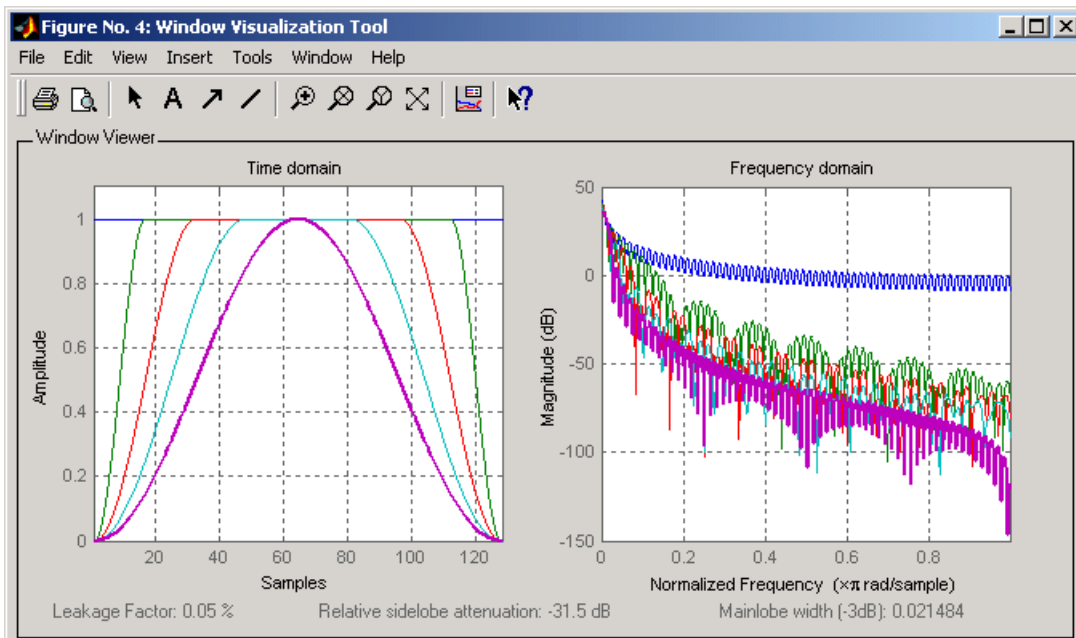 Figure No. 4: Window Visualization Tool
File Edit View Insert Tools Window Help
A
?
Window Viewer
Time domain
1
0.8
0.6
0.4
0.2
0
Amplitude
20 40 60 80 100 120
Samples
Frequency domain
50
0
-50
-100
-150
Magnitude (dB)
0 0.2 0.4 0.6 0.8
Normalized Frequency (×π rad/sample)
Leakage Factor: 0.05 % Relative sidelobe attenuation: -31.5 dB Mainlobe width (-3dB): 0.021484